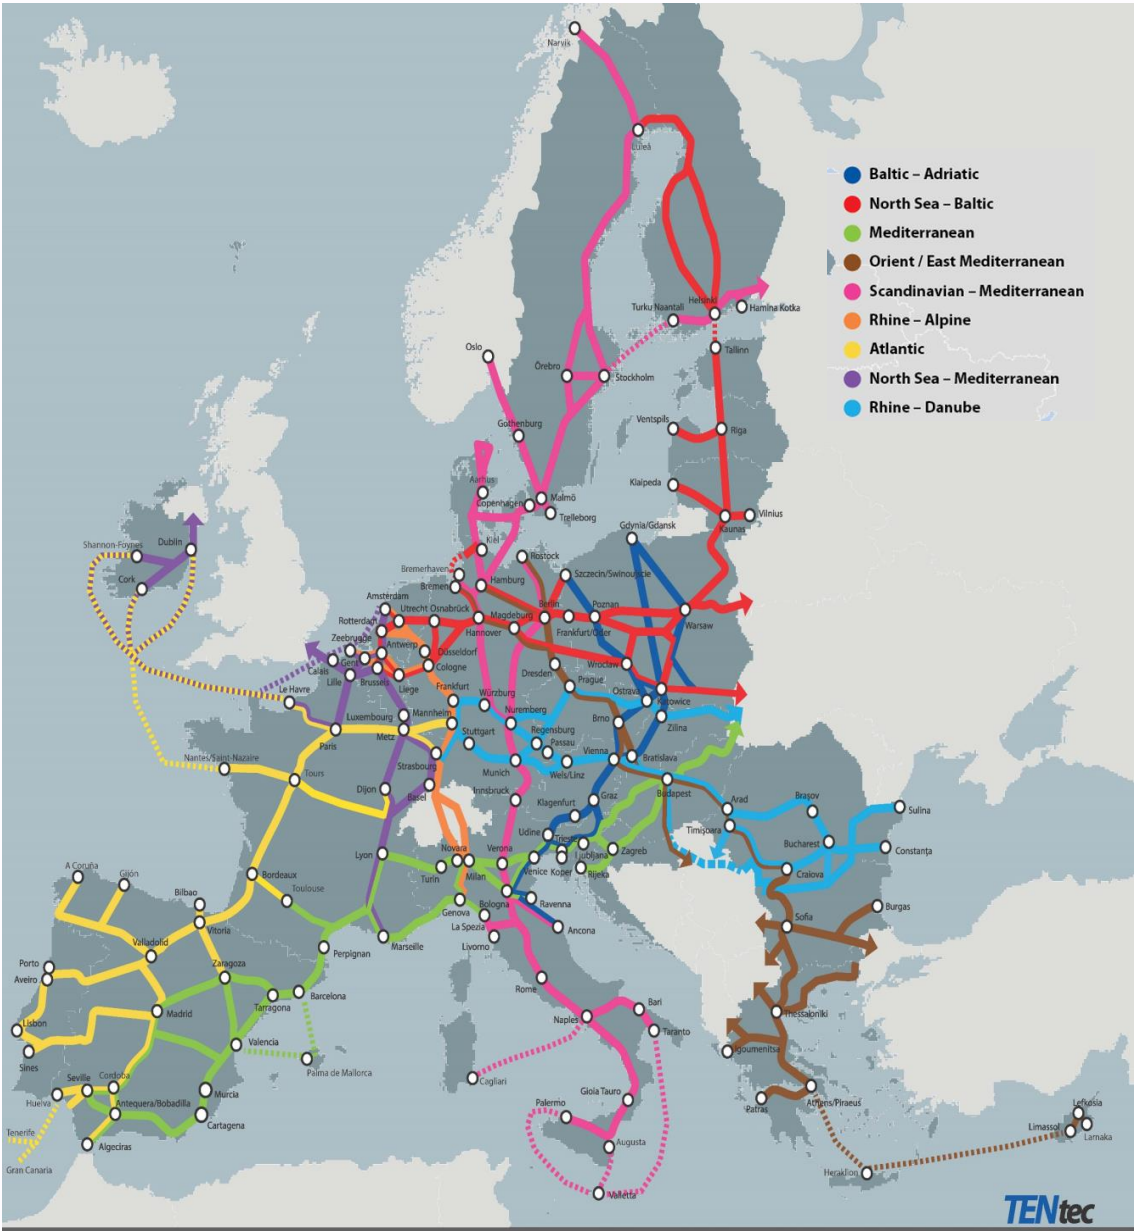 Narvis
Luleå
Baltic – Adriatic
North Sea – Baltic
Mediterranean
Orient / East Mediterranean
Scandinavian – Mediterranean
Rhine – Alpine
Atlantic
North Sea – Mediterranean
Rhine – Danube
Helsinki
Turku Naantali
Hamina Kotka
Oslo
Tallinn
Örebro
Stockholm
Gothenburg
Ventspils
Riga
Aarhus
Klaipeda
Copenhagen
Malmö
Trelleborg
Kaunas
Vilnius
Gdynia/Gdansk
Shannon-Foynes
Dublin
Cork
Kiel
Rostock
Bremerhaven
Bremen
Hamburg
Szczecin/Swinoujscie
Amsterdam
Utrecht
Osnabrück
Rotterdam
Hannover
Magdeburg
Berlin
Frankfurt/Oder
Poznan
Warsaw
Zeebrugge
Antwerp
Düsseldorf
Gent
Calais
Cologne
Lille
Brussels
Liege
Dresden
Wroclaw
Prague
Le Havre
Frankfurt
Würzburg
Ostrava
Katowice
Luxembourg
Mannheim
Nuremberg
Brno
Zilina
Paris
Metz
Stuttgart
Regensburg
Passau
Nantes/Saint-Nazaire
Strasbourg
Munich
Wels/Linz
Vienna
Bratislava
Tours
Dijon
Basel
Innsbruck
Klagenfurt
Graz
Budapest
Arad
Braşov
Sulina
Udine
Trieste
Timişoara
Bucharest
Constanţa
Lyon
Novara
Milan
Verona
Venice
Koper
Ljubljana
Rijeka
Zagreb
Turin
Craiova
A Coruña
Gijón
Bordeaux
Toulouse
Bilbao
Vitoria
Genova
Bologna
Ravenna
La Spezia
Ancona
Livorno
Burgas
Sofia
Valladolid
Marseille
Perpignan
Porto
Aveiro
Zaragoza
Barcelona
Tarragona
Rome
Lisbon
Madrid
Valencia
Naples
Bari
Taranto
Thessaloniki
Igoumenitsa
Sines
Palma de Mallorca
Cagliari
Seville
Cordoba
Huelva
Antequera/Bobadilla
Murcia
Cartagena
Gioia Tauro
Palermo
Patras
Athens/Piraeus
Tenerife
Algeciras
Augusta
Gran Canaria
Valletta
Heraklion
Lefkosia
Limassol
Larnaka
TENtec